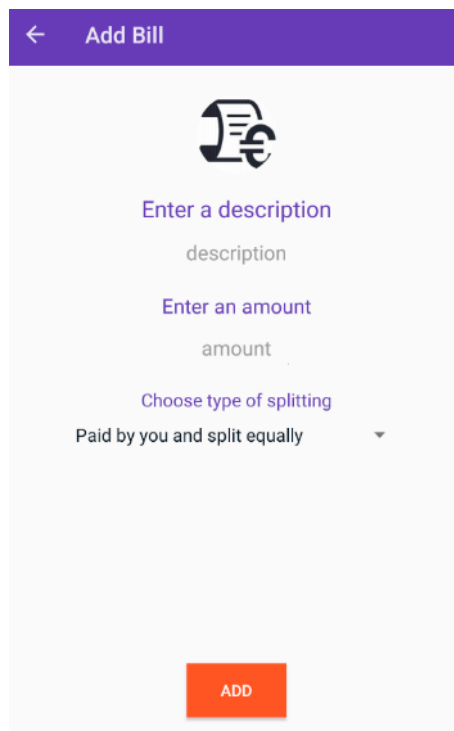 Add Bill
Enter a description
description
Enter an amount
amount
Choose type of splitting
Paid by you and split equally
ADD